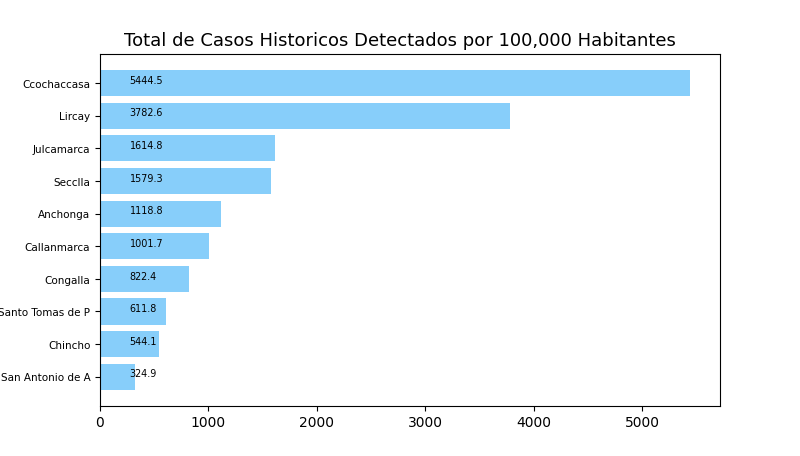 Total de Casos Historicos Detectados por 100,000 Habitantes
Ccochaccasa 5444.5
Lircay 3782.6
Julcamarca 1614.8
Secclla 1579.3
Anchonga 1118.8
Callanmarca 1001.7
Congalla 822.4
Santo Tomas de P 611.8
Chincho 544.1
San Antonio de A 324.9
0 1000 2000 3000 4000 5000